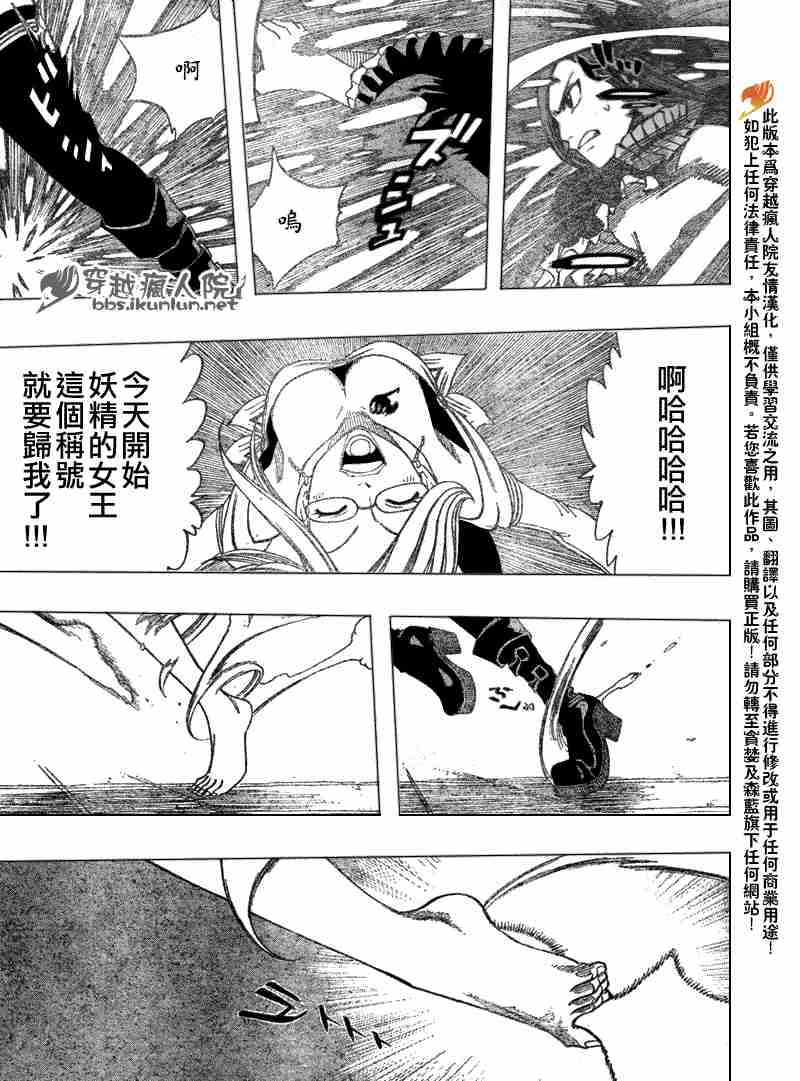 啊
嗚
穿越瘋人院
bbs.ikunlun.net
啊哈哈哈哈!!!
今天開始
妖精的女王
這個稱號
就要歸我了!!!
此版本爲穿越瘋人院友情漢化，僅供學習交流之用，其圖、翻譯以及任何部分不得進行修改或用于任何商業用途！
如犯上任何法律責任，本小組概不負責。若您喜歡此作品，請購買正版！請勿轉至貪婪及森藍旗下任何網站！